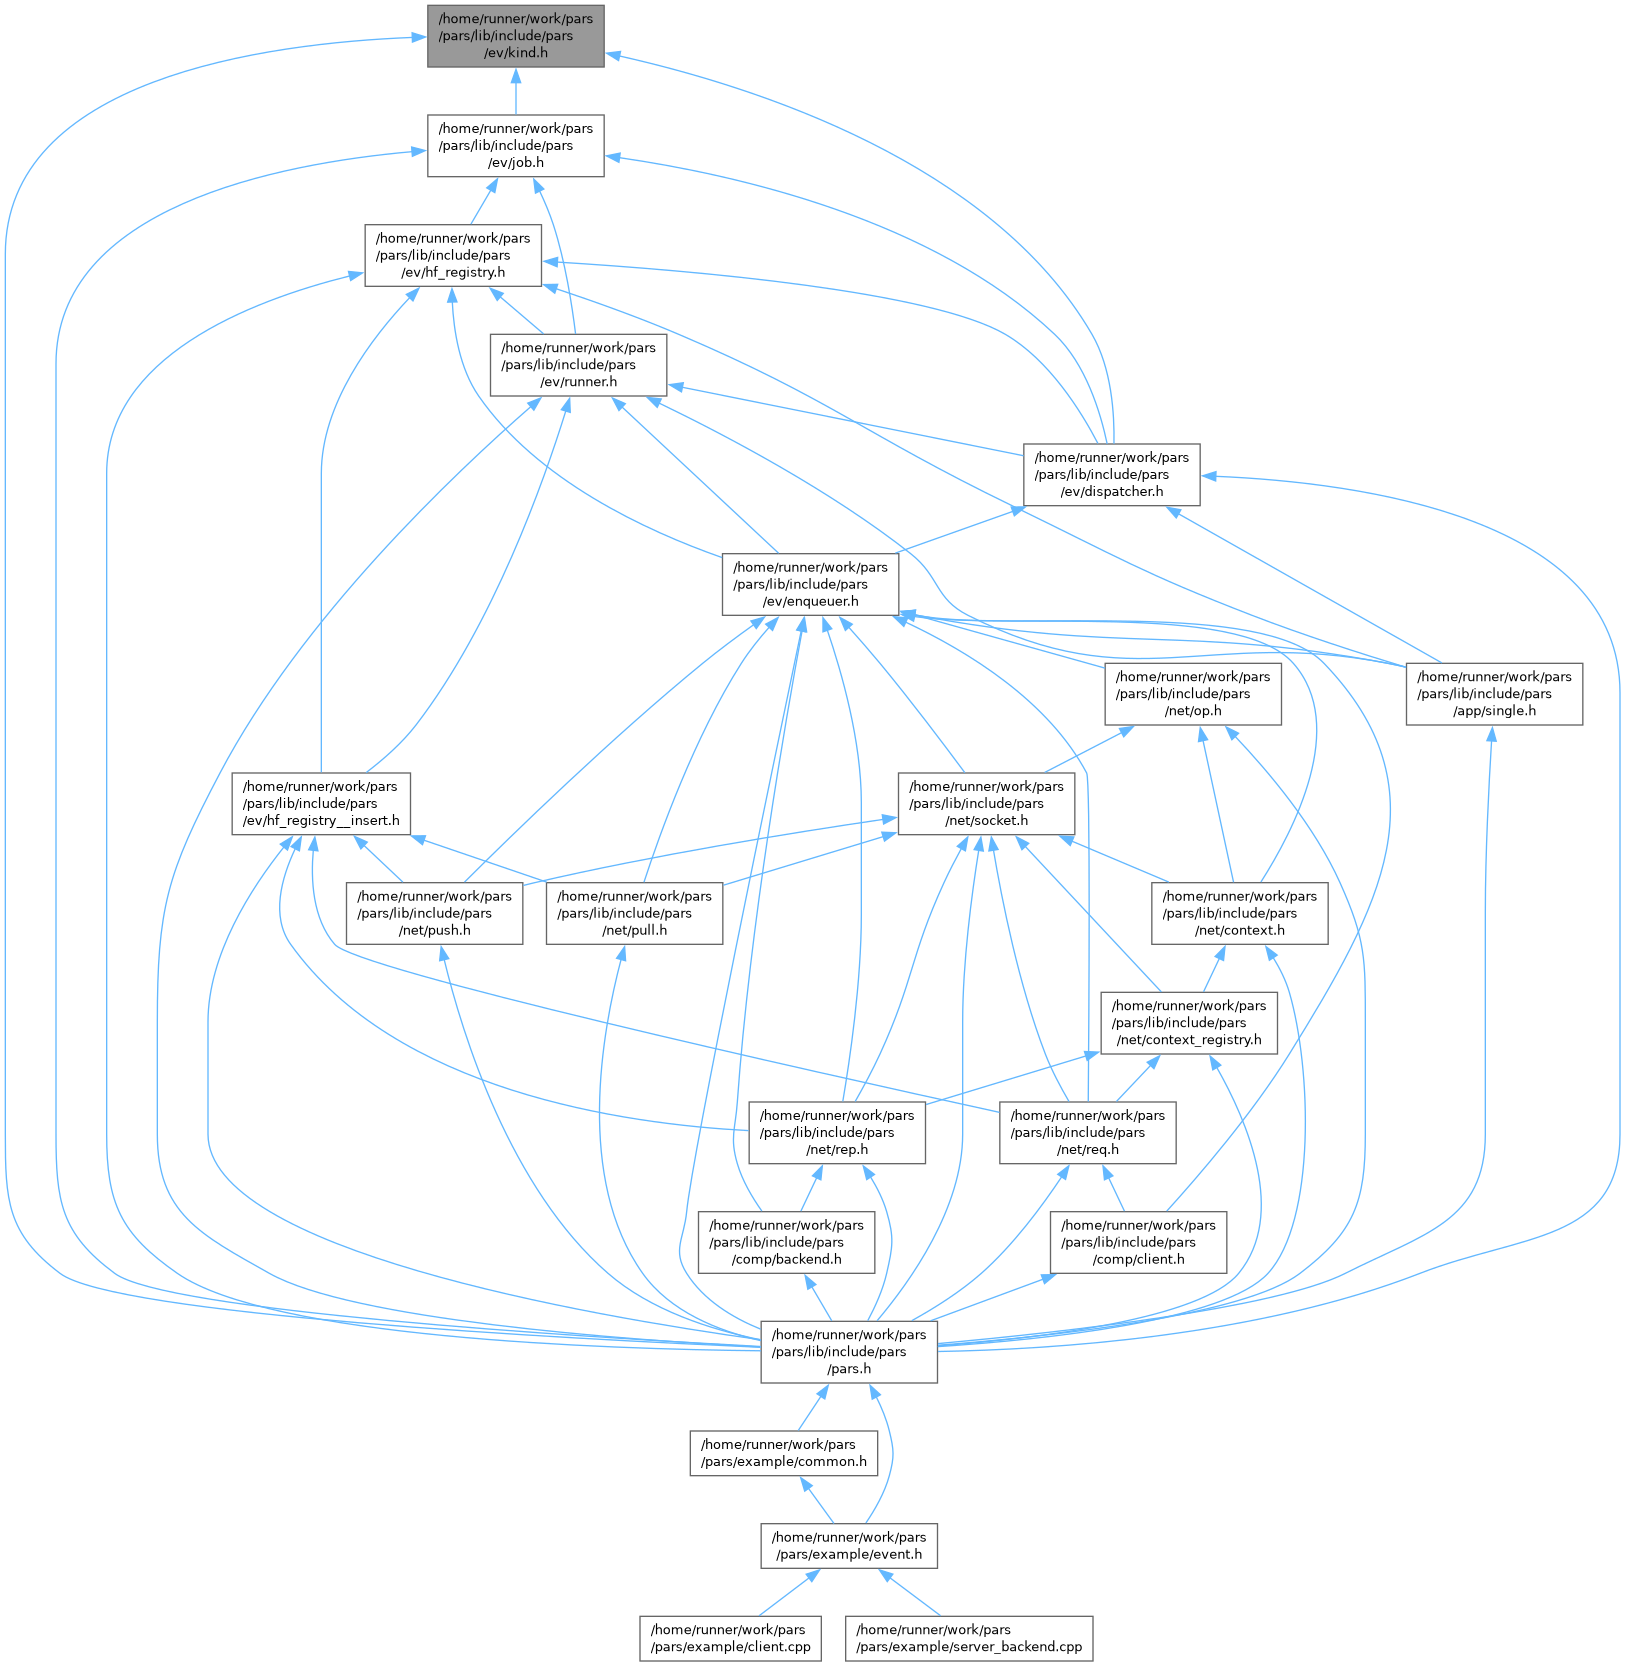 /home/runner/work/pars
/pars/lib/include/pars
/ev/kind.h
/home/runner/work/pars
/pars/lib/include/pars
/ev/job.h
/home/runner/work/pars
/pars/lib/include/pars
/ev/hf_registry.h
/home/runner/work/pars
/pars/lib/include/pars
/ev/runner.h
/home/runner/work/pars
/pars/lib/include/pars
/ev/dispatcher.h
/home/runner/work/pars
/pars/lib/include/pars
/ev/enqueuer.h
/home/runner/work/pars
/pars/lib/include/pars
/net/op.h
/home/runner/work/pars
/pars/lib/include/pars
/app/single.h
/home/runner/work/pars
/pars/lib/include/pars
/ev/hf_registry__insert.h
/home/runner/work/pars
/pars/lib/include/pars
/net/socket.h
/home/runner/work/pars
/pars/lib/include/pars
/net/push.h
/home/runner/work/pars
/pars/lib/include/pars
/net/pull.h
/home/runner/work/pars
/pars/lib/include/pars
/net/context.h
/home/runner/work/pars
/pars/lib/include/pars
/net/context_registry.h
/home/runner/work/pars
/pars/lib/include/pars
/net/rep.h
/home/runner/work/pars
/pars/lib/include/pars
/net/req.h
/home/runner/work/pars
/pars/lib/include/pars
/comp/backend.h
/home/runner/work/pars
/pars/lib/include/pars
/comp/client.h
/home/runner/work/pars
/pars/lib/include/pars
/pars.h
/home/runner/work/pars
/pars/example/common.h
/home/runner/work/pars
/pars/example/event.h
/home/runner/work/pars
/pars/example/client.cpp
/home/runner/work/pars
/pars/example/server_backend.cpp